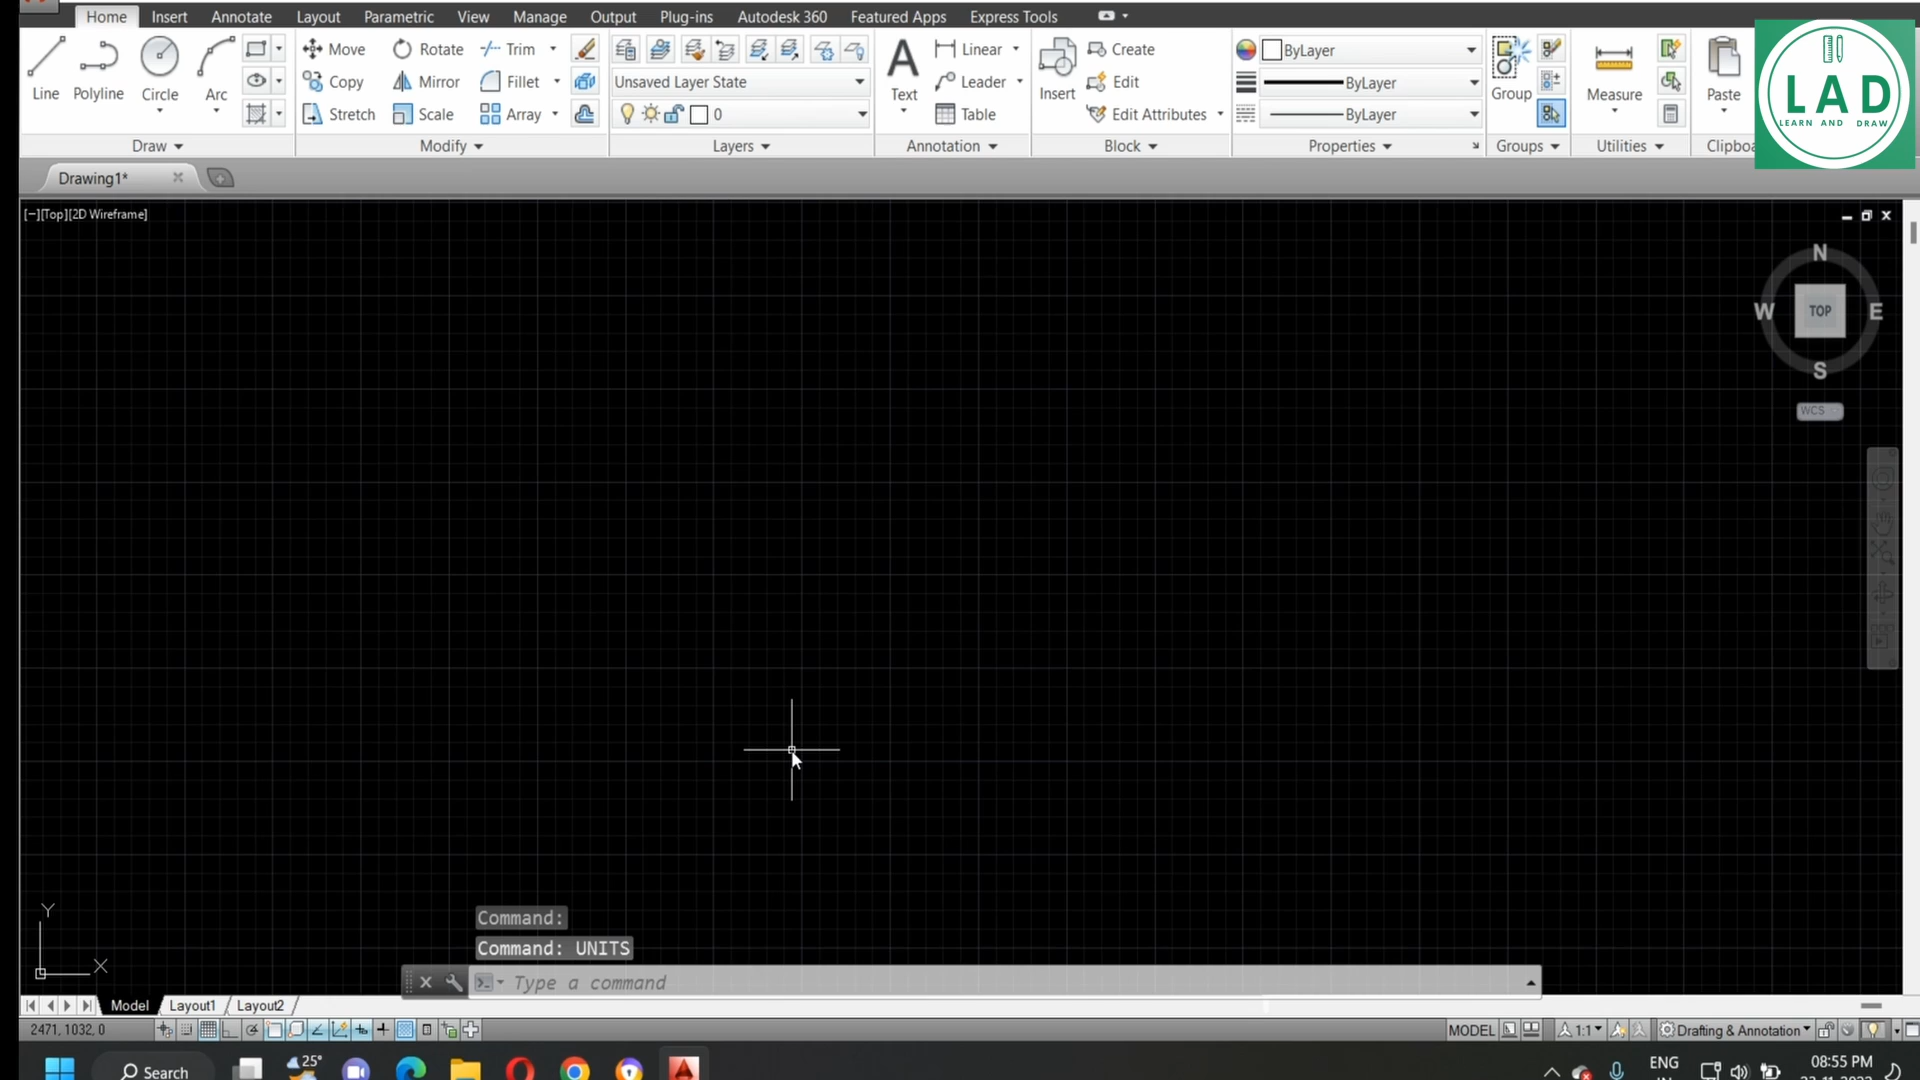 Home Insert Annotate Layout Parametric View Manage Output Plug-ins Autodesk 360 Featured Apps Express Tools
Line Polyline Circle Arc
Move Rotate Trim
Copy Mirror Fillet
Stretch Scale Array
Unsaved Layer State
0
Text
Linear
Leader
Table
Insert
Create
Edit
Edit Attributes
ByLayer
ByLayer
ByLayer
Group
Measure
Paste
LAD
LEARN AND DRAW
Draw Modify Layers Annotation Block Properties Groups Utilities
Drawing1*
[−][Top][2D Wireframe]
N
W TOP E
S
WCS
Y
X
Command:
Command: UNITS
Type a command
Model Layout1 Layout2
2471, 1032, 0
MODEL 1:1 Drafting & Annotation
Search
25°
ENG
08:55 PM